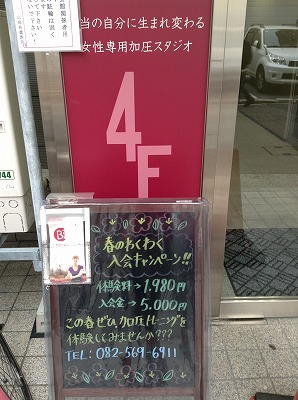 当の自分に生まれ変わる
女性専用加圧スタジオ
4F
春のわくわく
入会キャンペーン!!
体験料→1,980円
入会金→5,000円
この春ぜひ加圧トレーニングを
体験してみませんか???
TEL: 082-569-6911